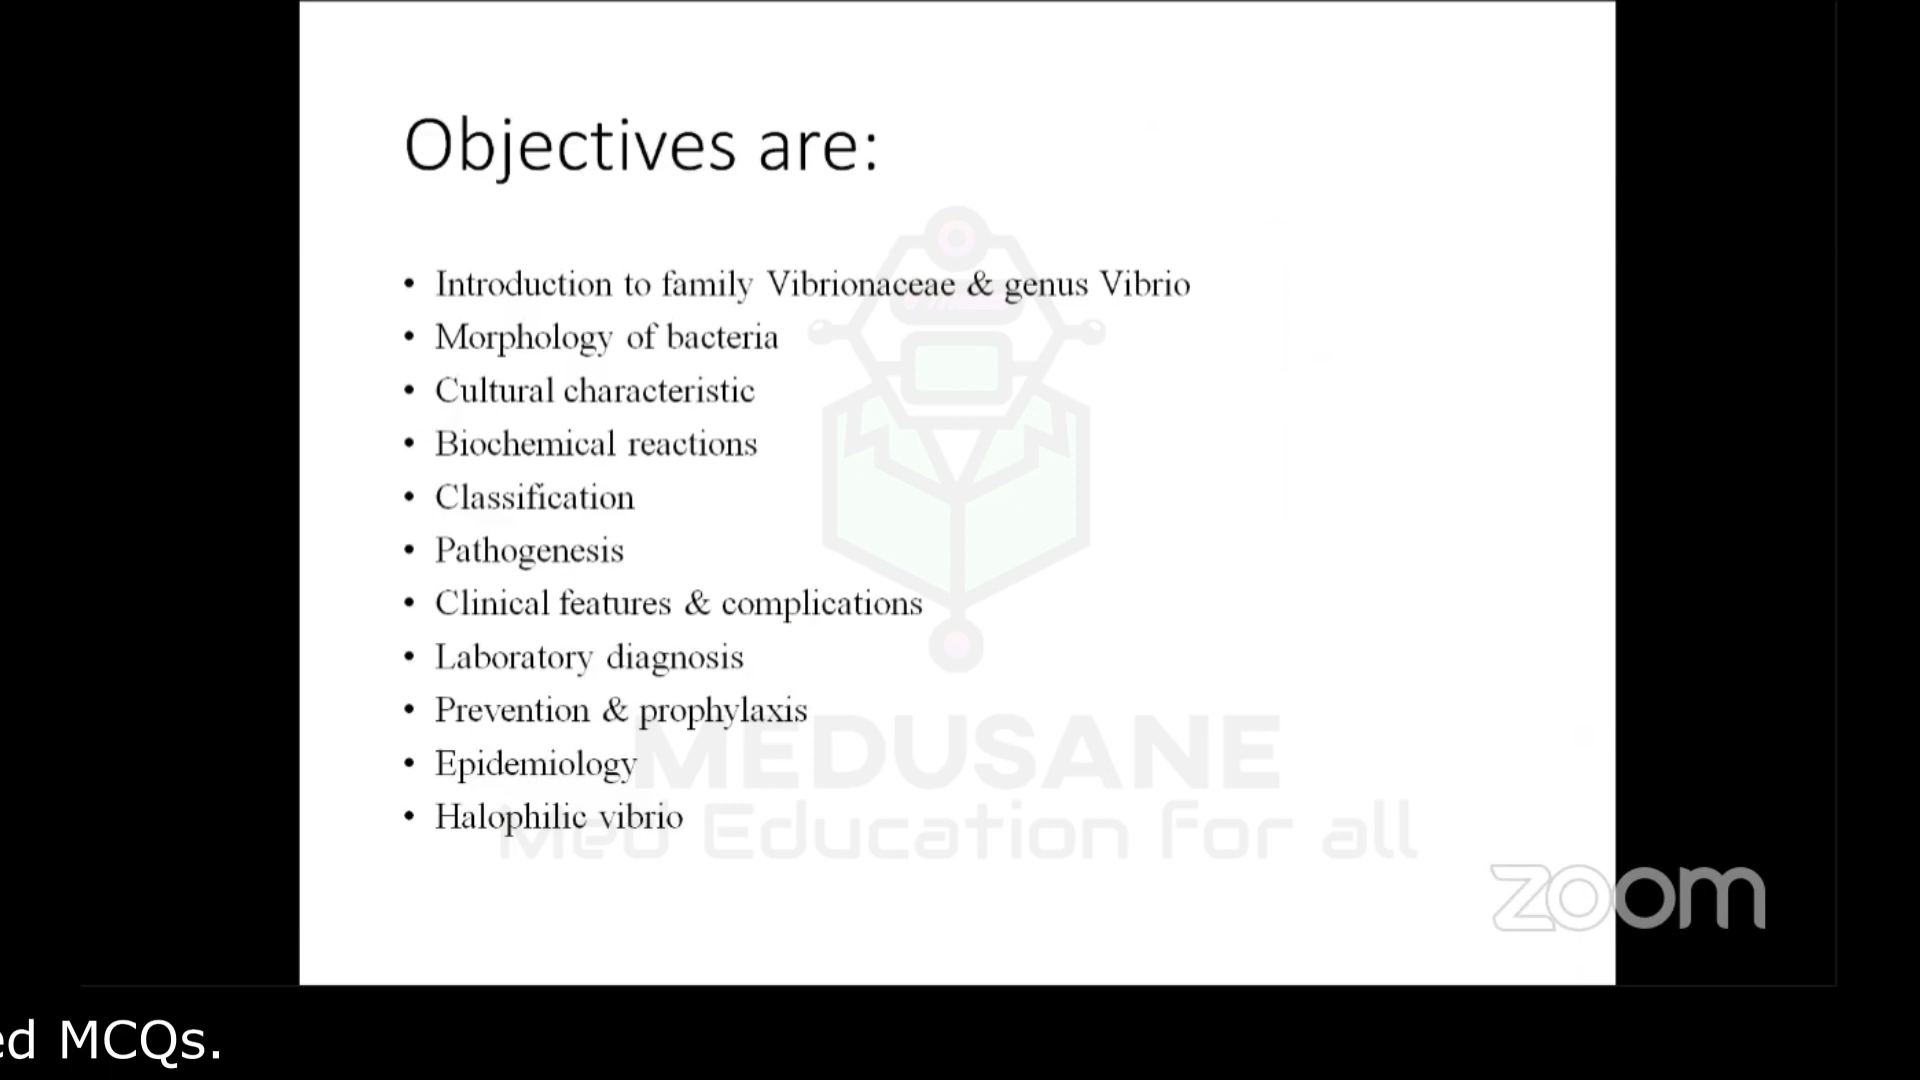 Objectives are:
• Introduction to family Vibrionaceae & genus Vibrio
• Morphology of bacteria
• Cultural characteristic
• Biochemical reactions
• Classification
• Pathogenesis
• Clinical features & complications
• Laboratory diagnosis
• Prevention & prophylaxis
• Epidemiology
• Halophilic vibrio
MEDUSANE
Med Education for all
zoom
ed MCQs.